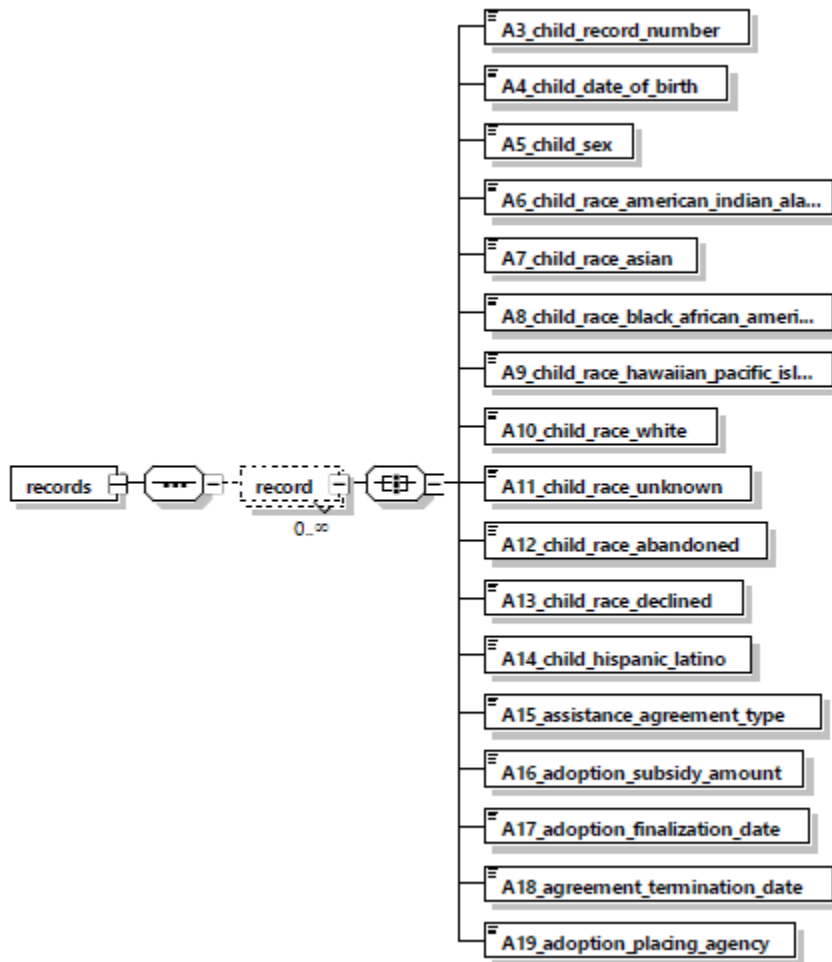 A3_child_record_number
A4_child_date_of_birth
A5_child_sex
A6_child_race_american_indian_ala...
A7_child_race_asian
A8_child_race_black_african_ameri...
A9_child_race_hawaiian_pacific_isl...
A10_child_race_white
records
record
0..∞
A11_child_race_unknown
A12_child_race_abandoned
A13_child_race_declined
A14_child_hispanic_latino
A15_assistance_agreement_type
A16_adoption_subsidy_amount
A17_adoption_finalization_date
A18_agreement_termination_date
A19_adoption_placing_agency